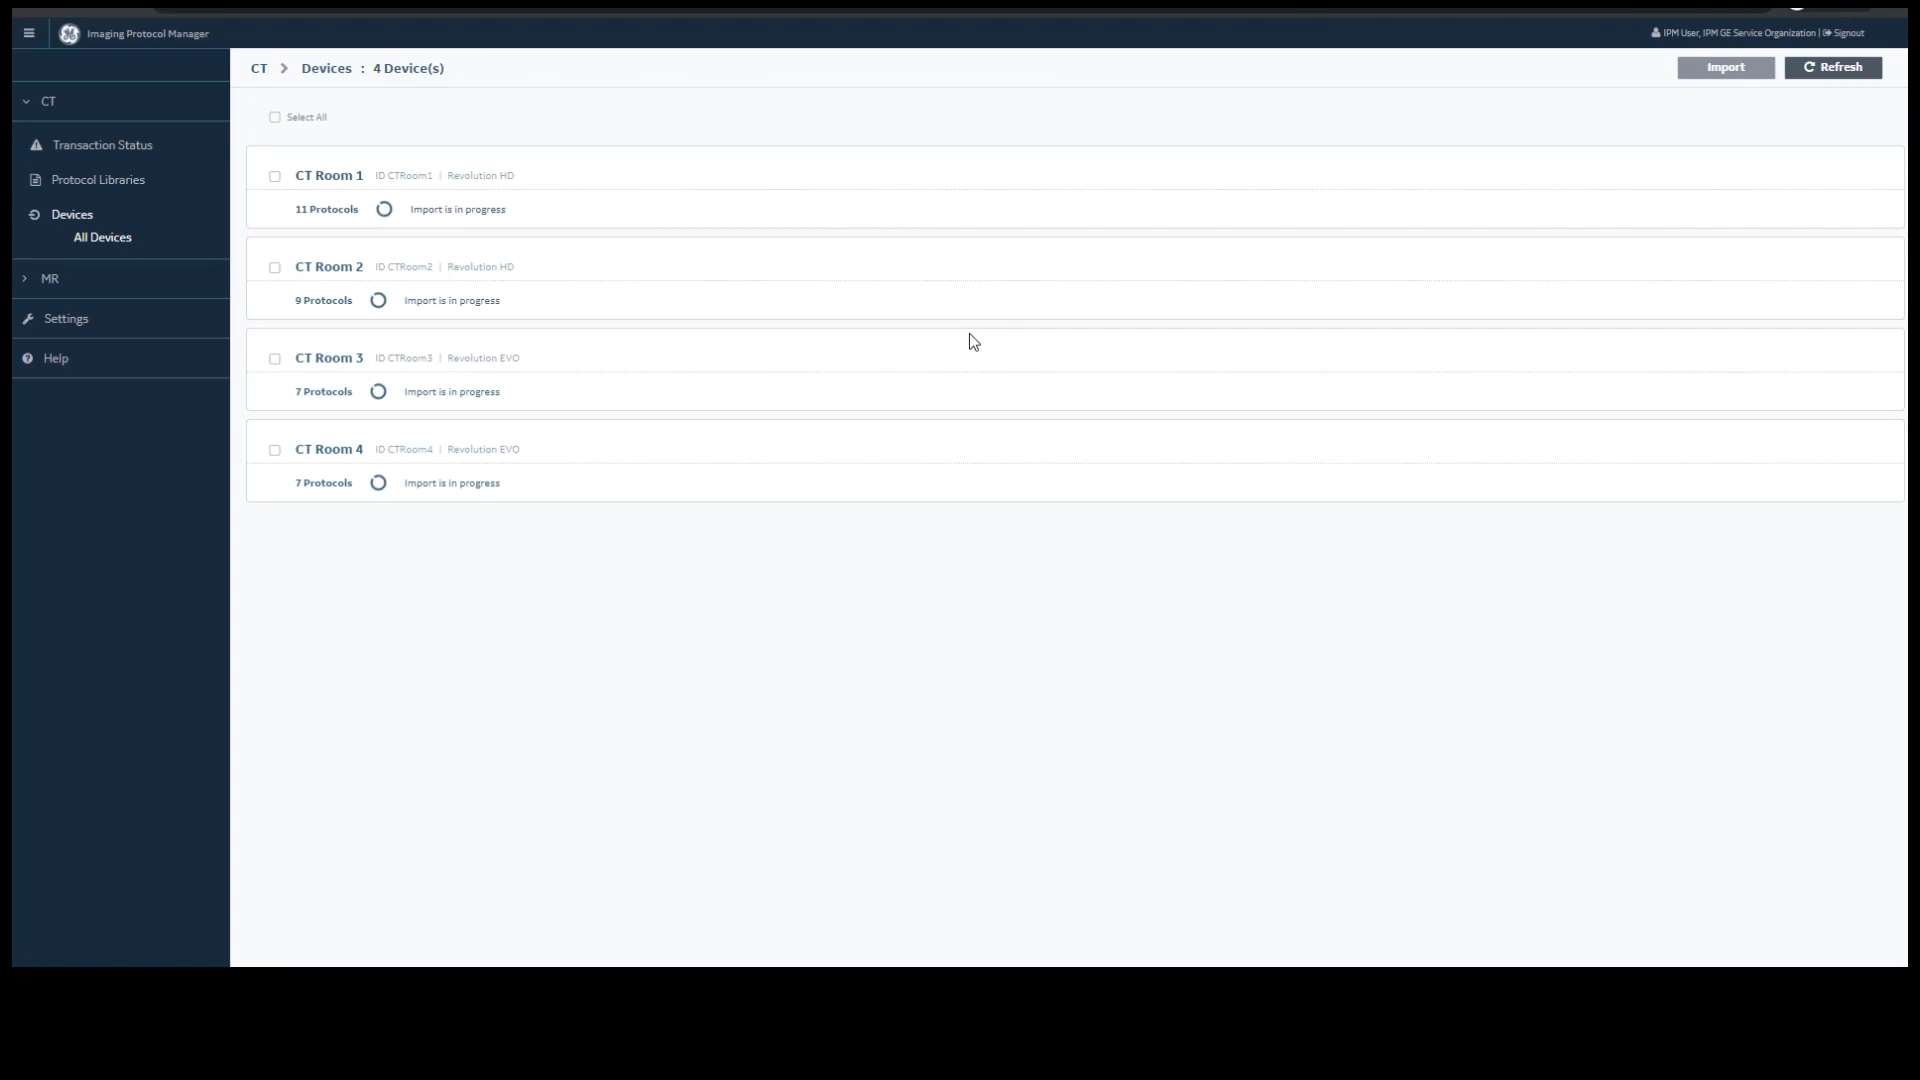 Imaging Protocol Manager
IPM User, IPM GE Service Organization | Signout
CT > Devices : 4 Device(s)
Import
Refresh
CT
Transaction Status
Protocol Libraries
Devices
All Devices
MR
Settings
Help
Select All
CT Room 1 ID CTRoom1 | Revolution HD
11 Protocols Import is in progress
CT Room 2 ID CTRoom2 | Revolution HD
9 Protocols Import is in progress
CT Room 3 ID CTRoom3 | Revolution EVO
7 Protocols Import is in progress
CT Room 4 ID CTRoom4 | Revolution EVO
7 Protocols Import is in progress